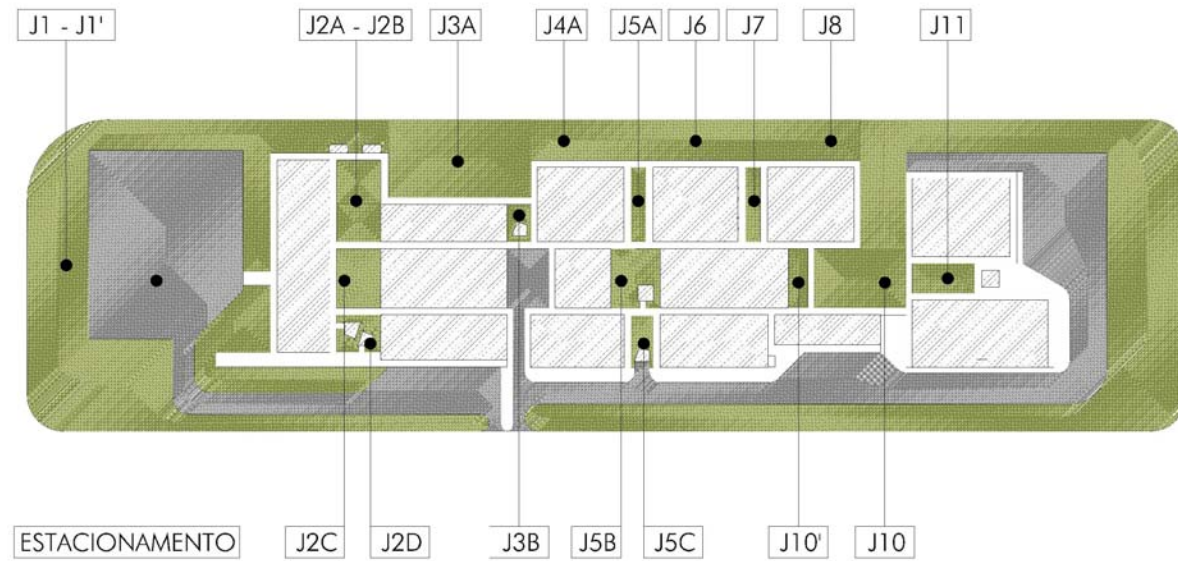 J1 - J1'
J2A - J2B
J3A
J4A
J5A
J6
J7
J8
J11
ESTACIONAMENTO
J2C
J2D
J3B
J5B
J5C
J10'
J10